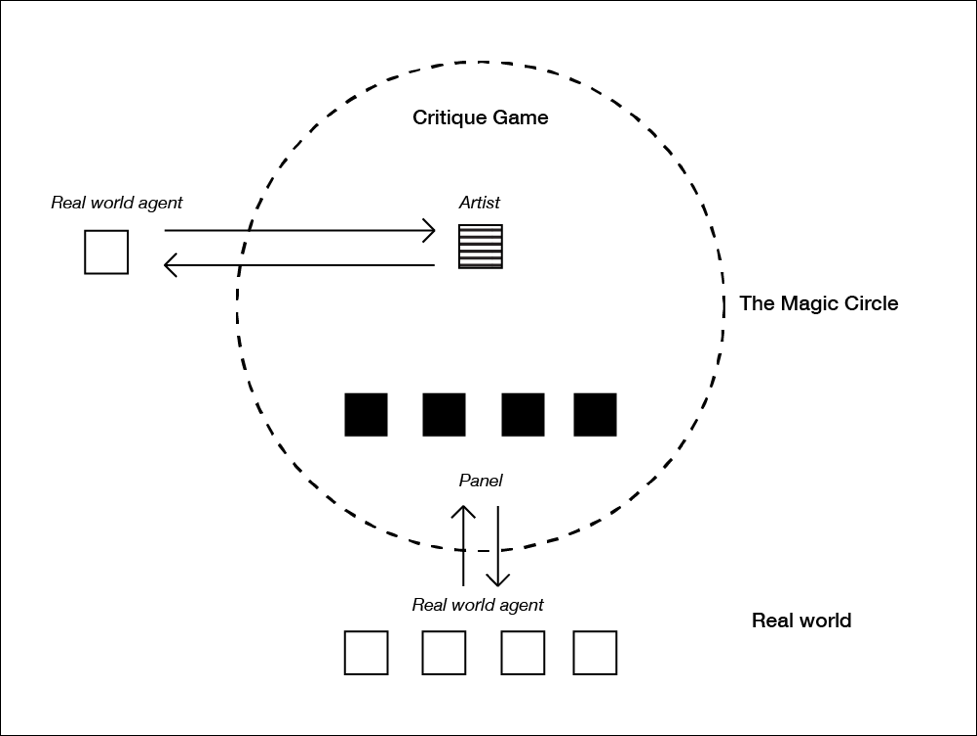 Critique Game
Real world agent
Artist
The Magic Circle
Panel
Real world agent
Real world